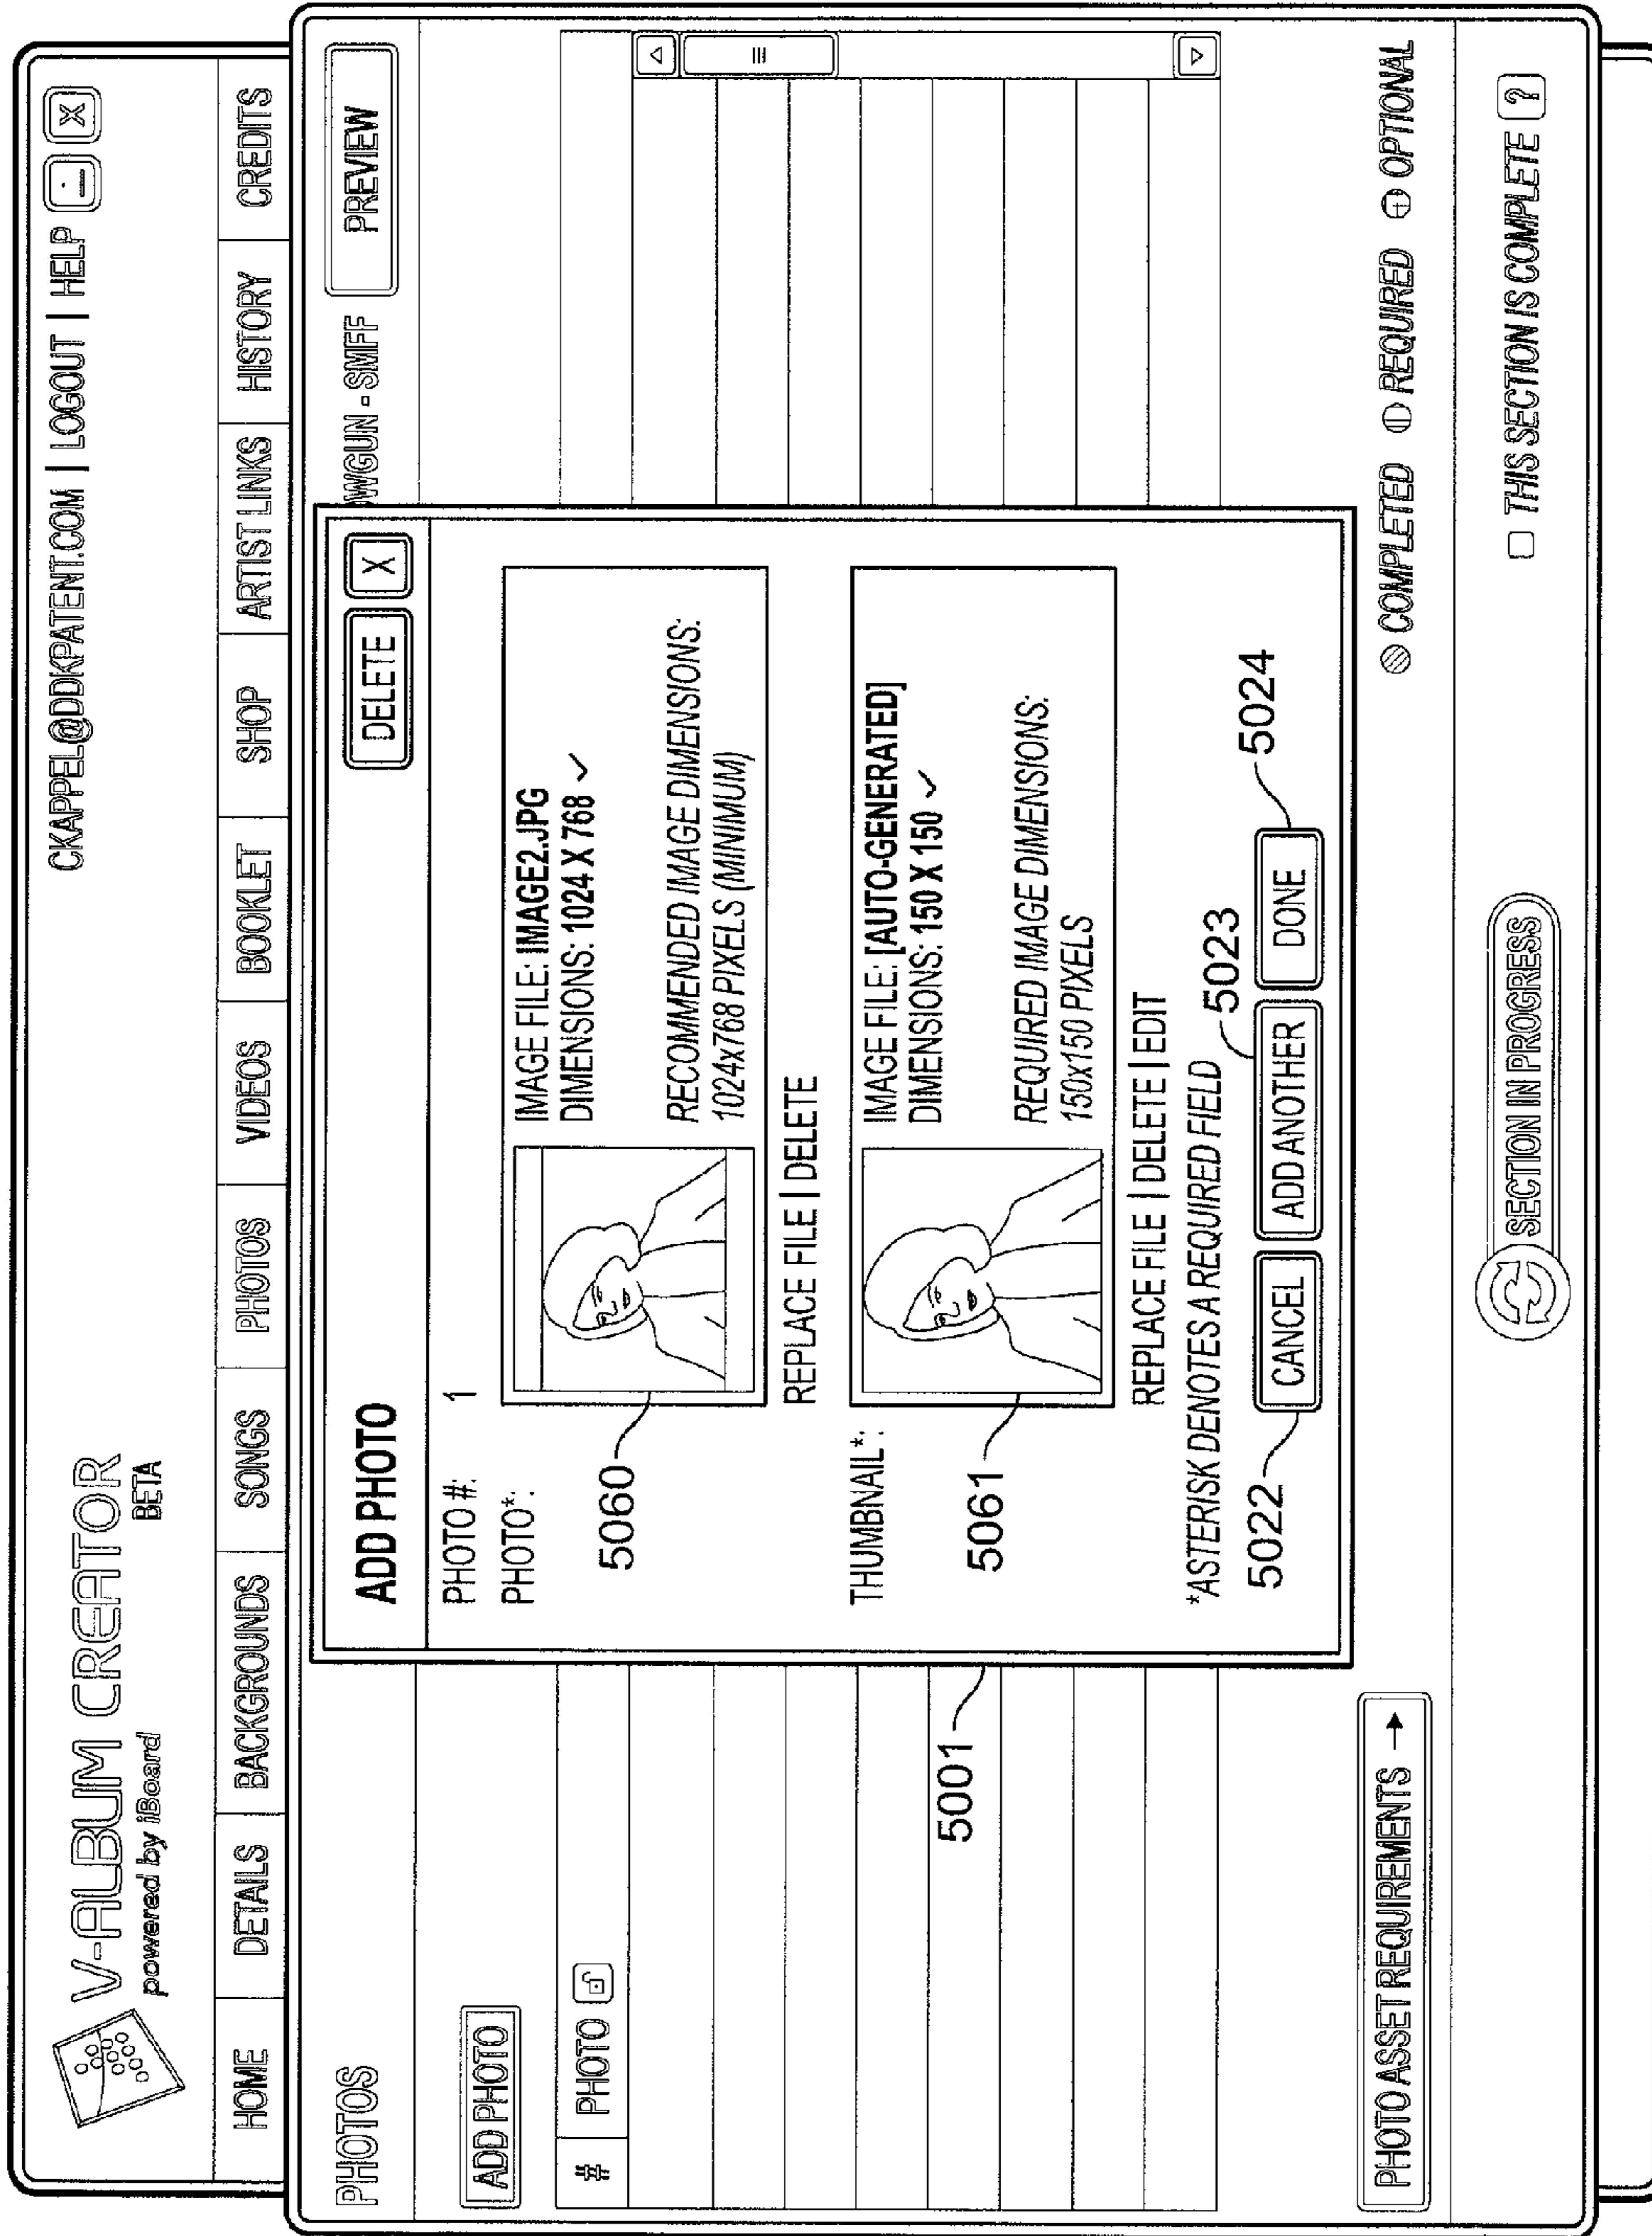 V-ALBUM CREATOR
BETA
powered by iBoard
CKAPPEL@DDKPATENT.COM | LOGOUT | HELP - X
HOME DETAILS BACKGROUNDS SONGS PHOTOS VIDEOS BOOKLET SHOP ARTIST LINKS HISTORY CREDITS
PHOTOS
WGUN - SMFF
PREVIEW
ADD PHOTO
# PHOTO
ADD PHOTO
DELETE X
PHOTO #: 1
PHOTO*:
5060
IMAGE FILE: IMAGE2.JPG
DIMENSIONS: 1024 X 768 ✓
RECOMMENDED IMAGE DIMENSIONS:
1024x768 PIXELS (MINIMUM)
REPLACE FILE | DELETE
THUMBNAIL*:
5061
IMAGE FILE: [AUTO-GENERATED]
DIMENSIONS: 150 X 150 ✓
REQUIRED IMAGE DIMENSIONS:
150x150 PIXELS
REPLACE FILE | DELETE | EDIT
*ASTERISK DENOTES A REQUIRED FIELD
5023
5022
CANCEL ADD ANOTHER DONE
5024
5001
PHOTO ASSET REQUIREMENTS →
COMPLETED REQUIRED OPTIONAL
SECTION IN PROGRESS
THIS SECTION IS COMPLETE ?